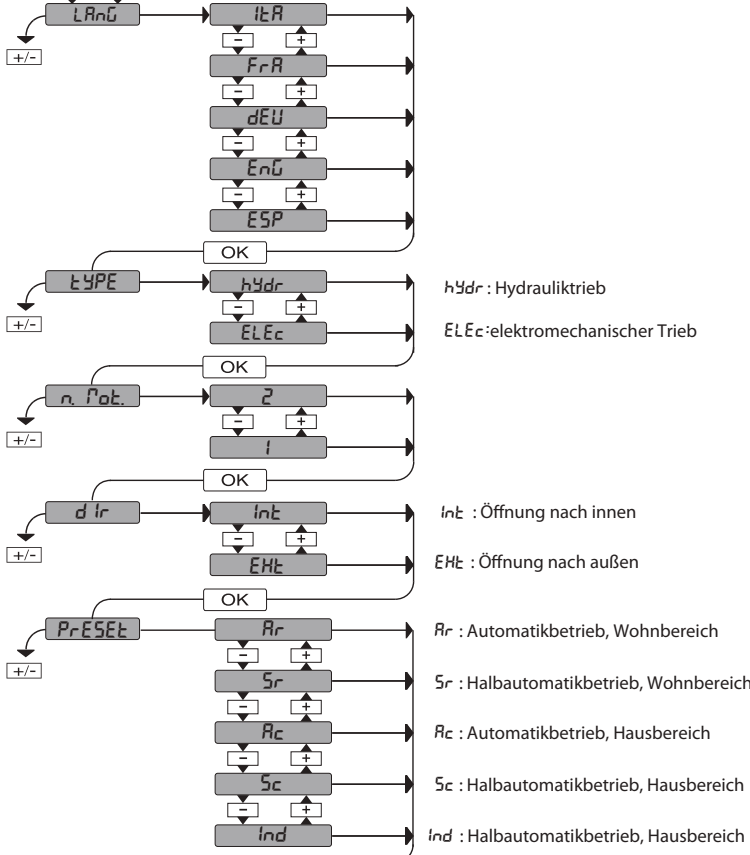 LAnG ItA
- +
+/- FrA
- +
dEU
- +
EnG
- +
ESP
OK
tYPE hYdr hYdr : Hydrauliktrieb
+/- - +
ELEc ELEc:elektromechanischer Trieb
OK
n. Mot. 2
+/- - +
1
OK
dIr Int Int : Öffnung nach innen
+/- - +
EHt EHt : Öffnung nach außen
OK
PrESEt Ar Ar : Automatikbetrieb, Wohnbereich
+/- - +
Sr Sr : Halbautomatikbetrieb, Wohnbereich
- +
Ac Ac : Automatikbetrieb, Hausbereich
- +
Sc Sc : Halbautomatikbetrieb, Hausbereich
- +
Ind Ind : Halbautomatikbetrieb, Hausbereich